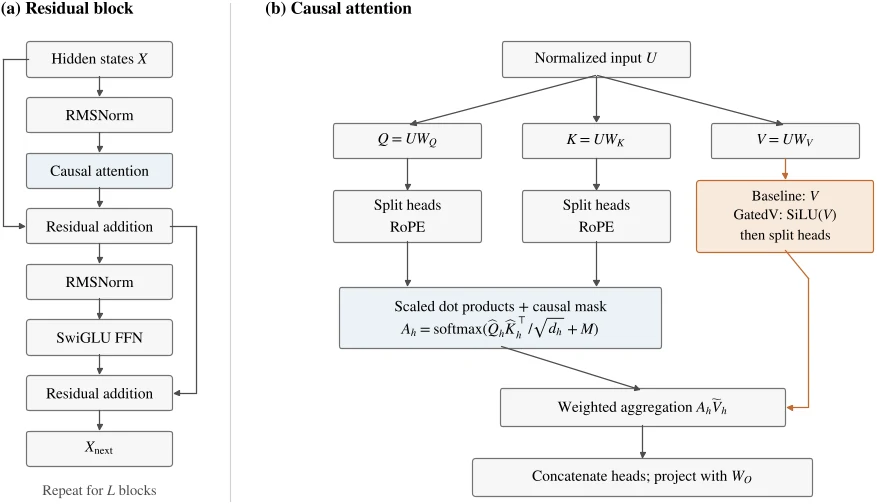 (a) Residual block
Hidden states X
RMSNorm
Causal attention
Residual addition
RMSNorm
SwiGLU FFN
Residual addition
X_next
Repeat for L blocks
(b) Causal attention
Normalized input U
Q = UW_Q
K = UW_K
V = UW_V
Split heads
RoPE
Split heads
RoPE
Baseline: V
GatedV: SiLU(V)
then split heads
Scaled dot products + causal mask
A_h = softmax(Q̂_h K̂_h^⊤ / √d_h + M)
Weighted aggregation A_h Ṽ_h
Concatenate heads; project with W_O